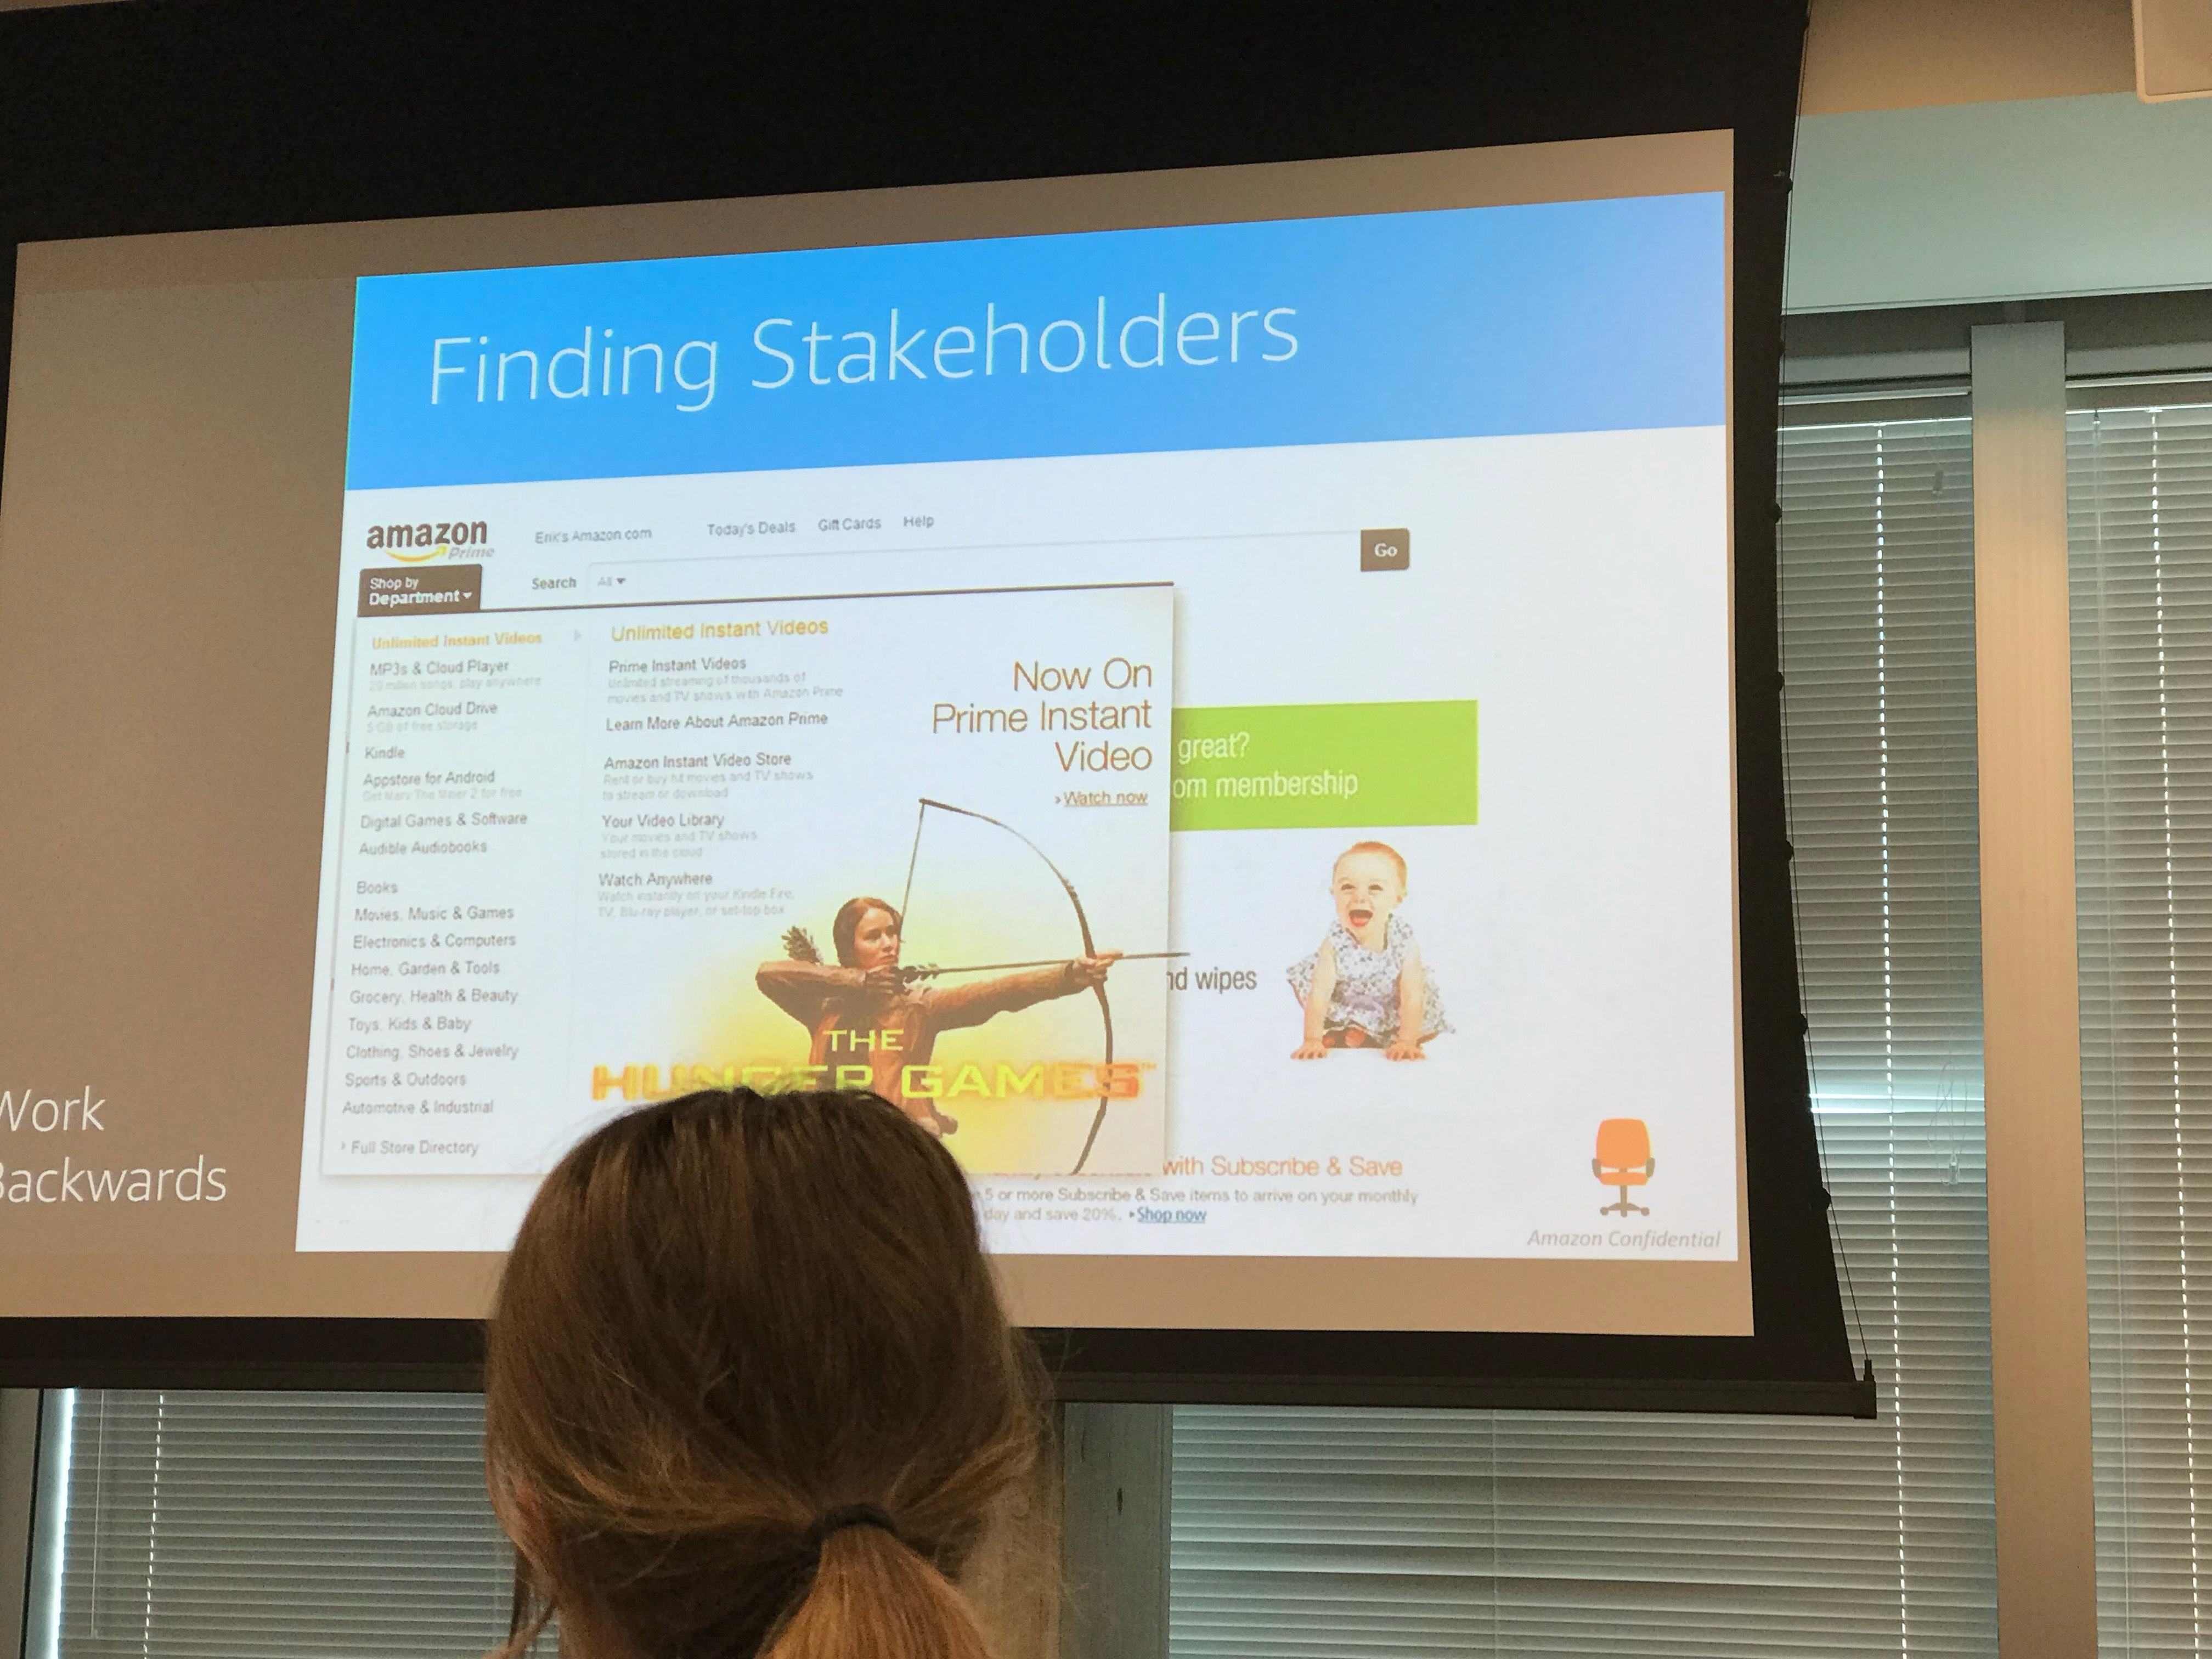 Finding Stakeholders
amazon
Prime
Erik's Amazon.com
Today's Deals
Gift Cards
Help
Shop by
Department
Search
All
Go
Unlimited Instant Videos
MP3s & Cloud Player
20 million songs, play anywhere
Amazon Cloud Drive
5 GB of free storage
Kindle
Appstore for Android
Get
for free
Digital Games & Software
Audible Audiobooks
Books
Movies, Music & Games
Electronics & Computers
Home, Garden & Tools
Grocery, Health & Beauty
Toys, Kids & Baby
Clothing, Shoes & Jewelry
Sports & Outdoors
Automotive & Industrial
› Full Store Directory
Unlimited Instant Videos
Prime Instant Videos
Unlimited streaming of thousands of
movies and TV shows with Amazon Prime
Learn More About Amazon Prime
Amazon Instant Video Store
Rent or buy hit movies and TV shows
to stream or download
Your Video Library
Your movies and TV shows
stored in the cloud
Watch Anywhere
Watch instantly on your Kindle Fire,
TV, Blu-ray player, or set-top box
Now On
Prime Instant
Video
› Watch now
THE
HUNGER GAMES™
great?
om membership
nd wipes
with Subscribe & Save
5 or more Subscribe & Save items to arrive on your monthly
day and save 20%. ▸Shop now
Work
Backwards
Amazon Confidential